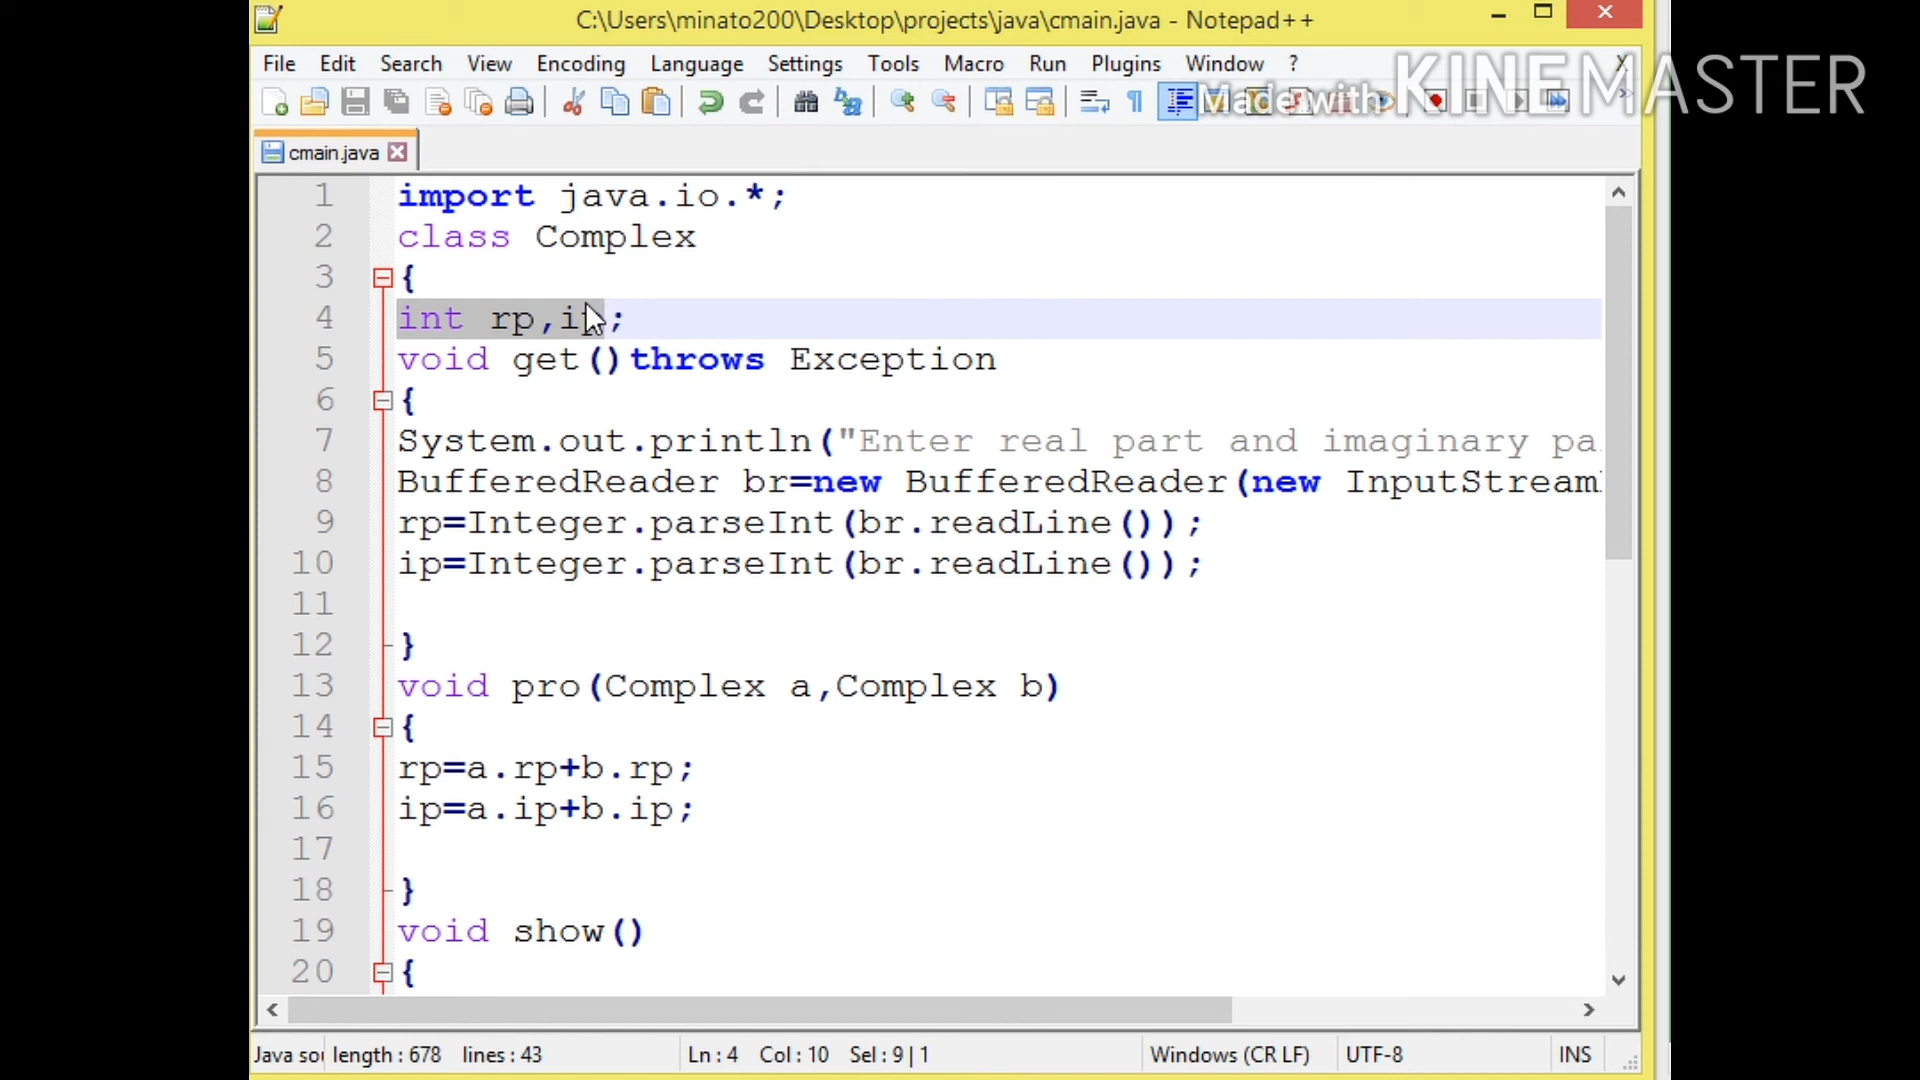 C:\Users\minato200\Desktop\projects\java\cmain.java - Notepad++
File Edit Search View Encoding Language Settings Tools Macro Run Plugins Window ? X
Made with KINEMASTER
cmain.java
1 import java.io.*;
2 class Complex
3 {
4 int rp,ip;
5 void get()throws Exception
6 {
7 System.out.println("Enter real part and imaginary pa
8 BufferedReader br=new BufferedReader(new InputStream
9 rp=Integer.parseInt(br.readLine());
10 ip=Integer.parseInt(br.readLine());
11
12 }
13 void pro(Complex a,Complex b)
14 {
15 rp=a.rp+b.rp;
16 ip=a.ip+b.ip;
17
18 }
19 void show()
20 {
Java sou length : 678 lines : 43 Ln : 4 Col : 10 Sel : 9 | 1 Windows (CR LF) UTF-8 INS